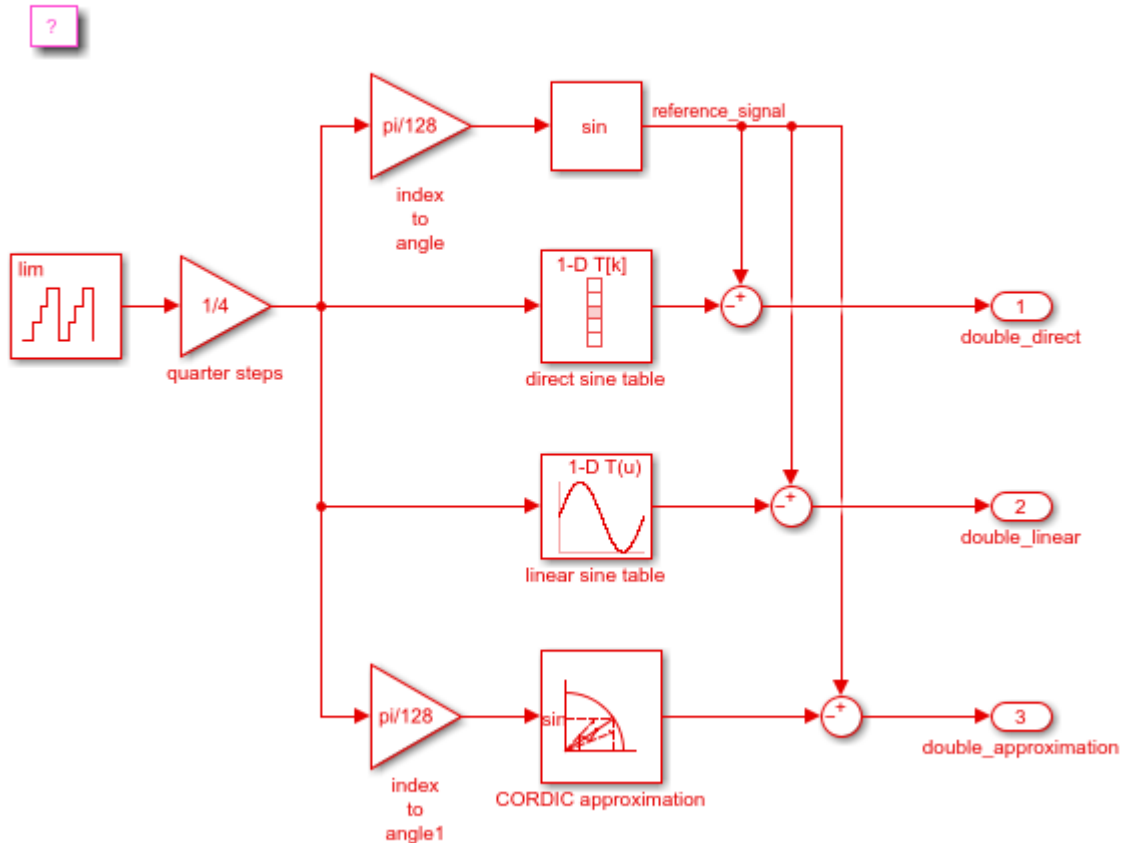 ?
pi/128
index
to
angle
sin
reference_signal
lim
1/4
quarter steps
1-D T[k]
direct sine table
− +
1
double_direct
1-D T(u)
linear sine table
− +
2
double_linear
pi/128
index
to
angle1
sin
CORDIC approximation
− +
3
double_approximation